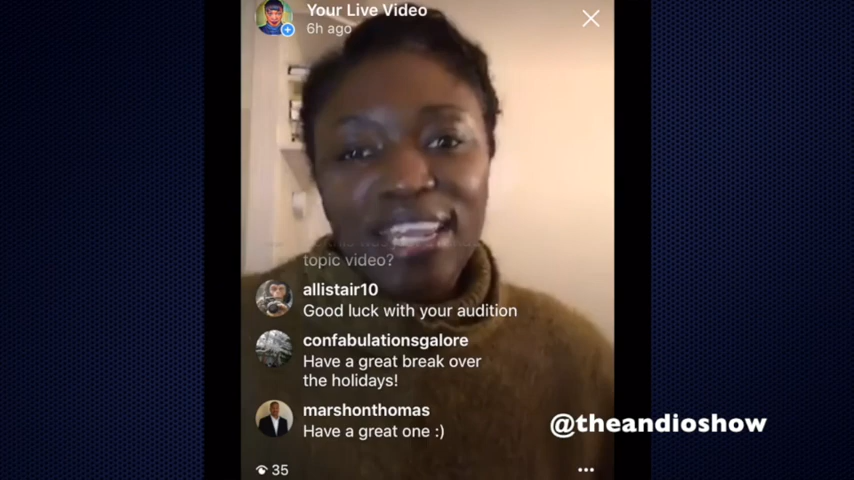 Your Live Video
6h ago
topic video?
allistair10
Good luck with your audition
confabulationsgalore
Have a great break over
the holidays!
marshonthomas
Have a great one :)
@theandioshow
35